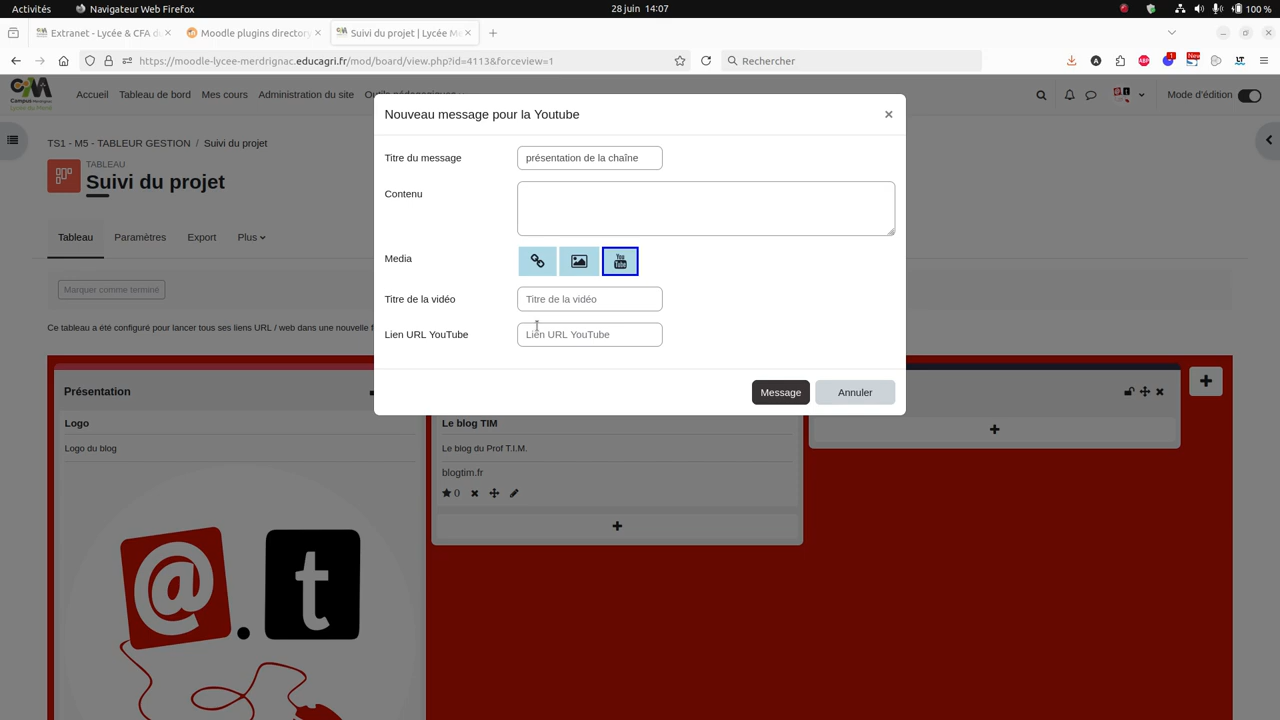 Activités
Navigateur Web Firefox
28 juin 14:07
100 %
Extranet - Lycée & CFA d
Moodle plugins directory
Suivi du projet | Lycée Me
https://moodle-lycee-merdrignac.educagri.fr/mod/board/view.php?id=41138&forceview=1
Rechercher
Accueil
Tableau de bord
Mes cours
Administration du site
Mode d'édition
TS1 - M5 - TABLEUR GESTION / Suivi du projet
TABLEAU
Suivi du projet
Tableau
Paramètres
Export
Plus
Marquer comme terminé
Ce tableau a été configuré pour lancer tous ses liens URL / web dans une nouvelle f
Nouveau message pour la Youtube
Titre du message
présentation de la chaîne
Contenu
Media
You Tube
Titre de la vidéo
Titre de la vidéo
Lien URL YouTube
Lien URL YouTube
Message
Annuler
Présentation
Logo
Logo du blog
@.t
Le blog TIM
Le blog du Prof T.I.M.
blogtim.fr
0